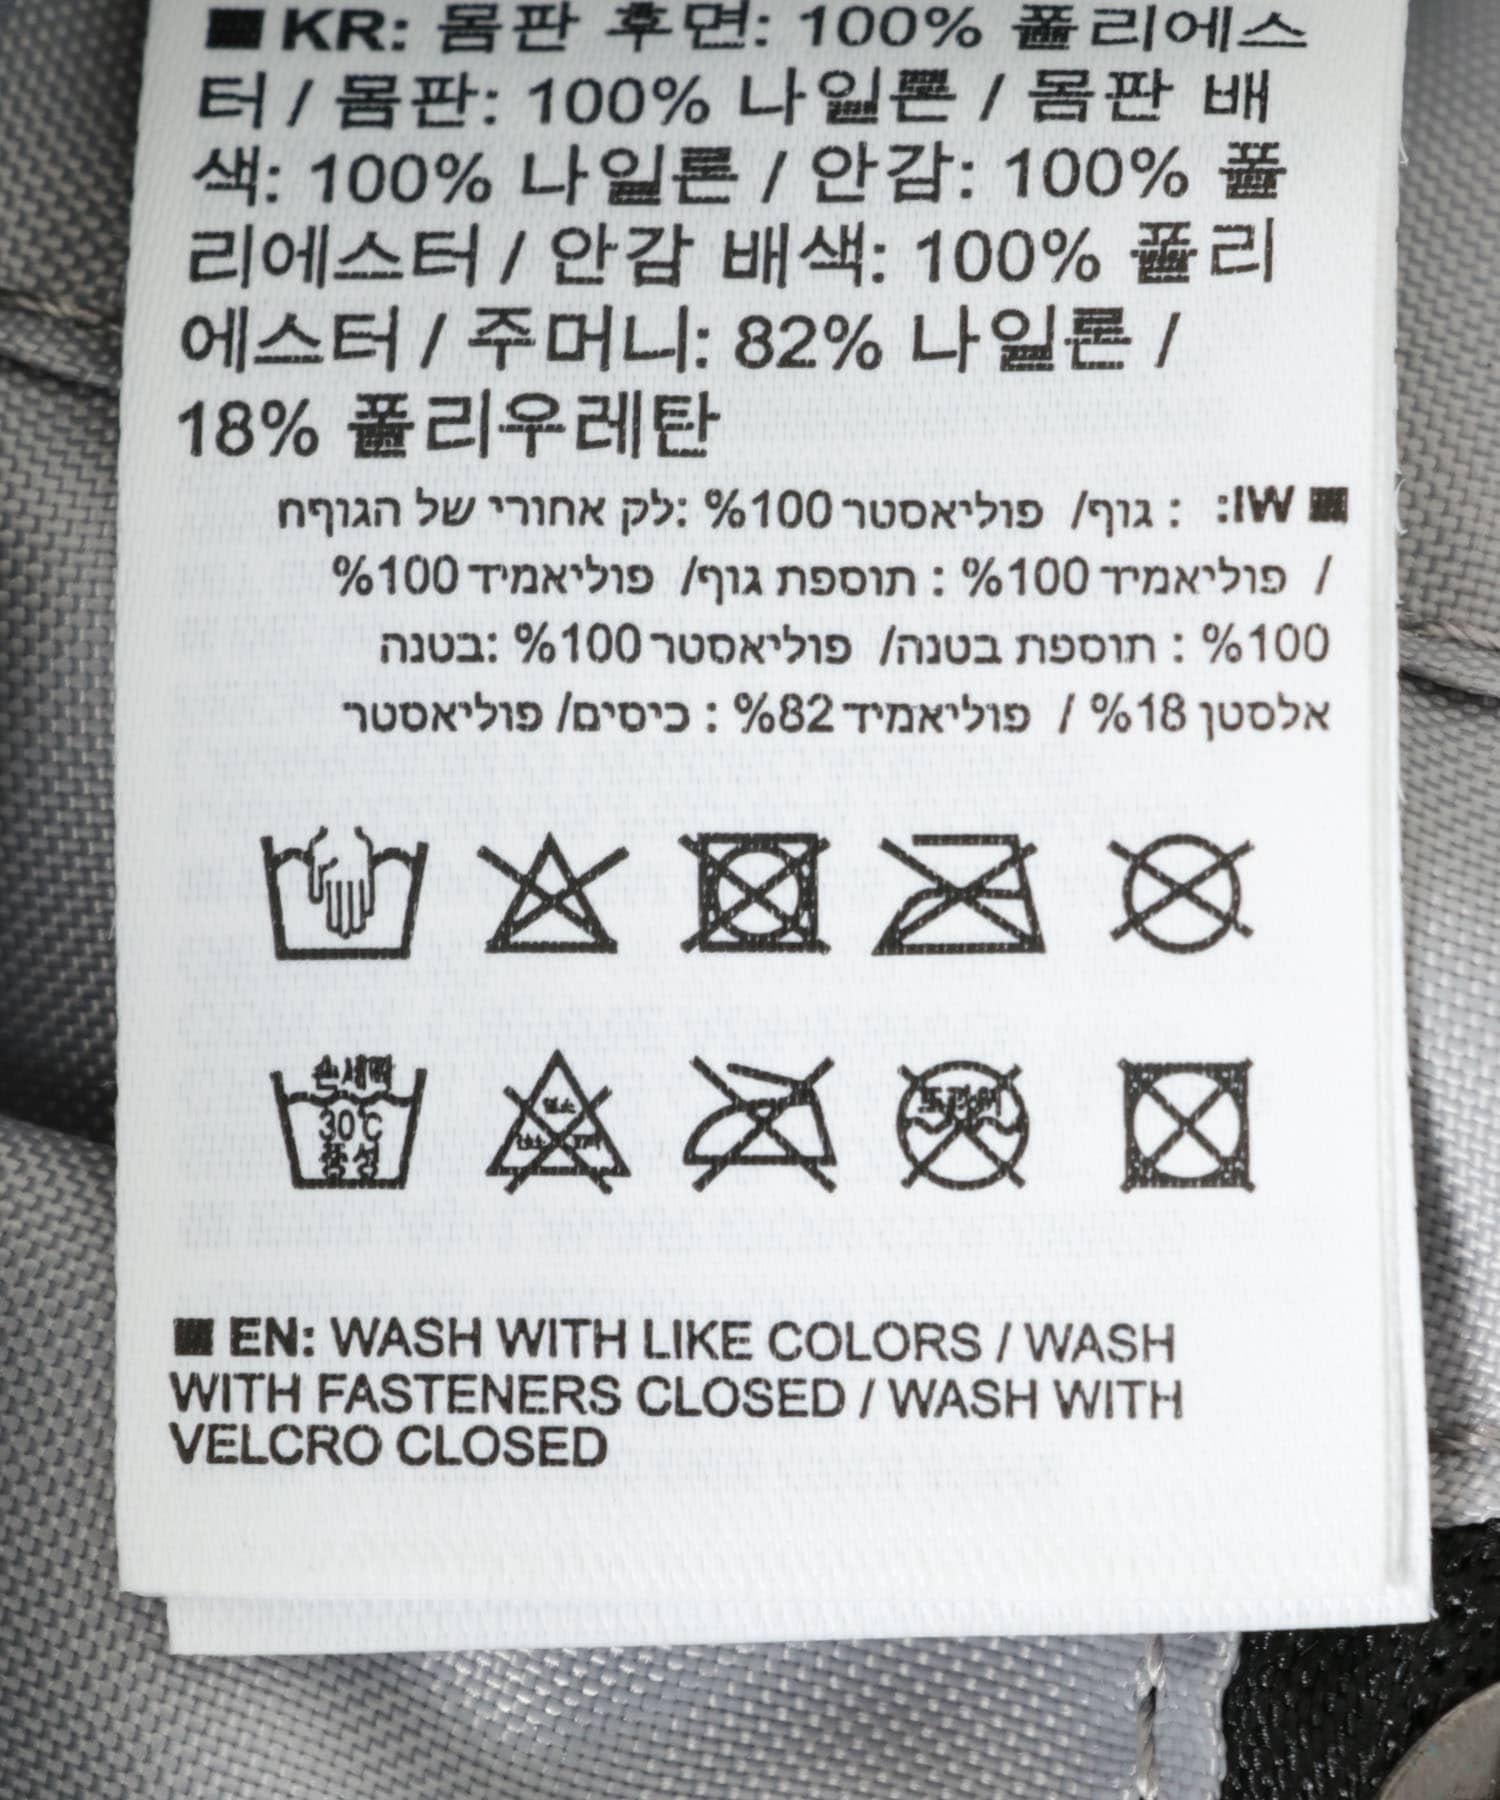 ■ KR: 몸판 후면: 100% 폴리에스
터 / 몸판: 100% 나일론 / 몸판 배
색: 100% 나일론 / 안감: 100% 폴
리에스터 / 안감 배색: 100% 폴리
에스터 / 주머니: 82% 나일론 /
18% 폴리우레탄
■ IW: : גוף/ פוליאסטר 100% :לק אחורי של הגוףח
/ פוליאמיד 100% : תוספת גוף/ פוליאמיד 100%
100% : תוספת בטנה/ פוליאסטר 100% :בטנה
אלסטן 18% / פוליאמיד 82% : כיסים/ פוליאסטר
손세탁
30℃
중성
■ EN: WASH WITH LIKE COLORS / WASH
WITH FASTENERS CLOSED / WASH WITH
VELCRO CLOSED